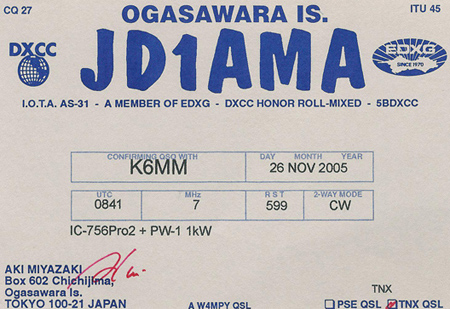 CQ 27
OGASAWARA IS.
ITU 45
DXCC
JD1AMA
EDXG
SINCE 1970
I.O.T.A. AS-31 - A MEMBER OF EDXG - DXCC HONOR ROLL-MIXED - 5BDXCC
CONFIRMING QSO WITH
K6MM
DAY MONTH YEAR
26 NOV 2005
UTC MHz R S T 2-WAY MODE
0841 7 599 CW
IC-756Pro2 + PW-1 1kW
AKI MIYAZAKI
Box 602 Chichijima,
Ogasawara Is.
TOKYO 100-21 JAPAN
A W4MPY QSL
TNX
PSE QSL TNX QSL